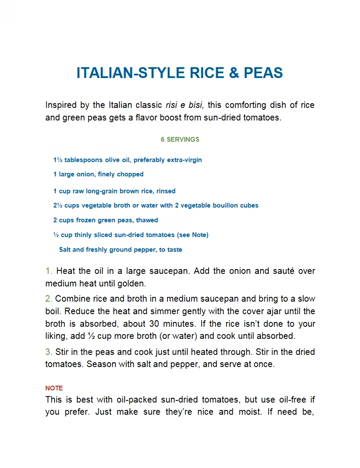 ITALIAN-STYLE RICE & PEAS
Inspired by the Italian classic risi e bisi, this comforting dish of rice
and green peas gets a flavor boost from sun-dried tomatoes.
6 SERVINGS
1½ tablespoons olive oil, preferably extra-virgin
1 large onion, finely chopped
1 cup raw long-grain brown rice, rinsed
2½ cups vegetable broth or water with 2 vegetable bouillon cubes
2 cups frozen green peas, thawed
½ cup thinly sliced sun-dried tomatoes (see Note)
Salt and freshly ground pepper, to taste
1. Heat the oil in a large saucepan. Add the onion and sauté over
medium heat until golden.
2. Combine rice and broth in a medium saucepan and bring to a slow
boil. Reduce the heat and simmer gently with the cover ajar until the
broth is absorbed, about 30 minutes. If the rice isn't done to your
liking, add ½ cup more broth (or water) and cook until absorbed.
3. Stir in the peas and cook just until heated through. Stir in the dried
tomatoes. Season with salt and pepper, and serve at once.
NOTE
This is best with oil-packed sun-dried tomatoes, but use oil-free if
you prefer. Just make sure they're nice and moist. If need be,